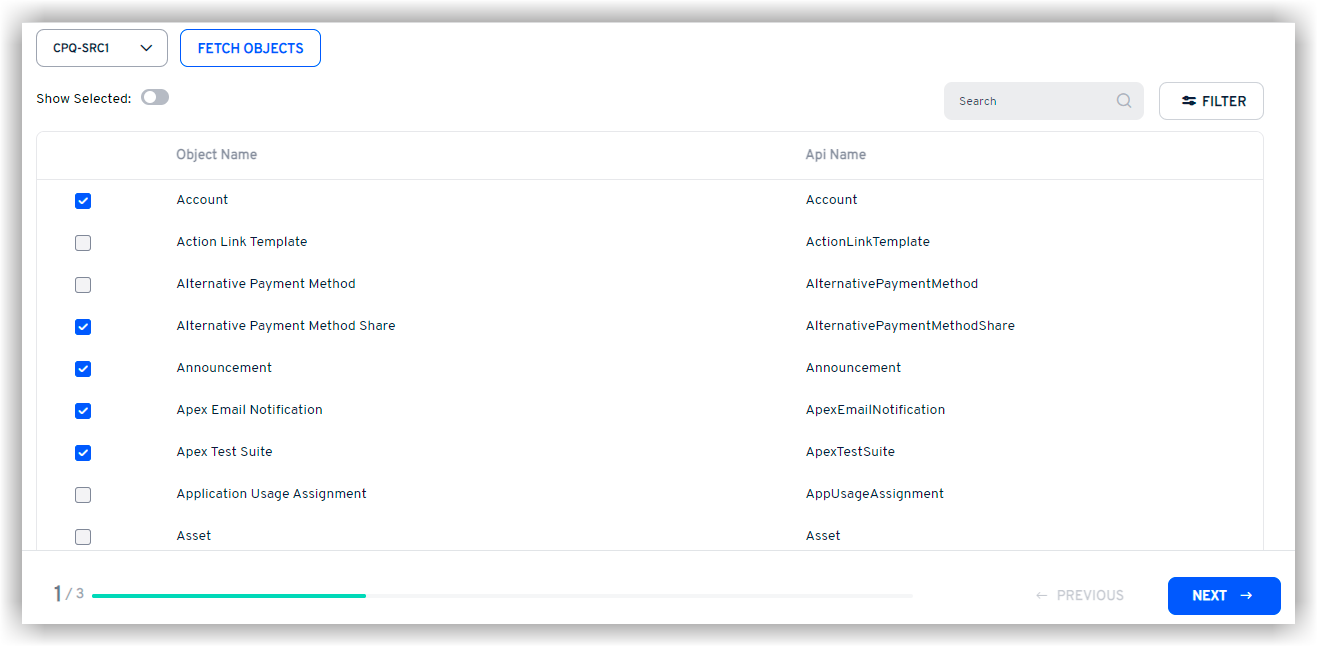 CPQ-SRC1 FETCH OBJECTS
Show Selected: Search FILTER
Object Name Api Name
Account Account
Action Link Template ActionLinkTemplate
Alternative Payment Method AlternativePaymentMethod
Alternative Payment Method Share AlternativePaymentMethodShare
Announcement Announcement
Apex Email Notification ApexEmailNotification
Apex Test Suite ApexTestSuite
Application Usage Assignment AppUsageAssignment
Asset Asset
1 / 3 ← PREVIOUS NEXT →